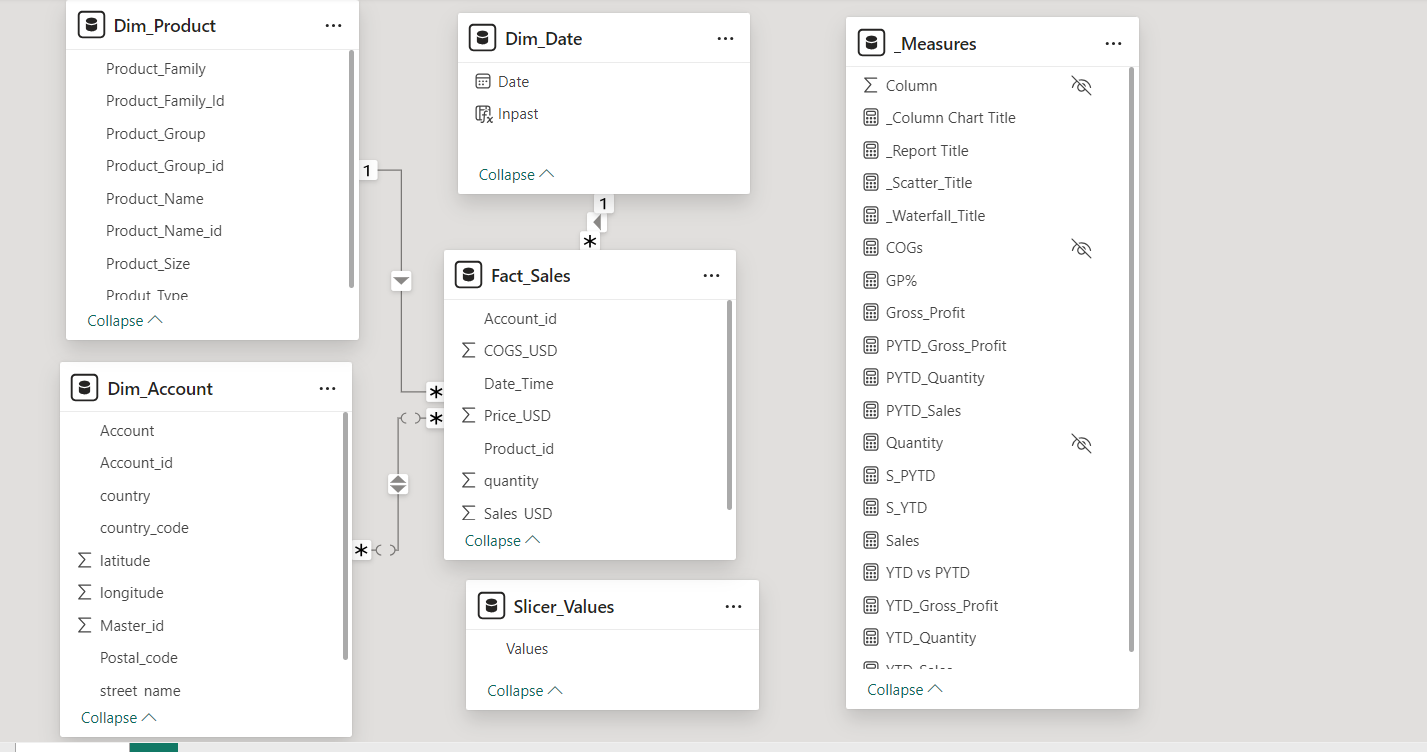 Dim_Product
Product_Family
Product_Family_Id
Product_Group
Product_Group_id
Product_Name
Product_Name_id
Product_Size
Produt_Type
Collapse
Dim_Account
Account
Account_id
country
country_code
latitude
longitude
Master_id
Postal_code
street_name
Collapse
1
*
*
*
Dim_Date
Date
Inpast
Collapse
1
*
Fact_Sales
Account_id
COGS_USD
Date_Time
Price_USD
Product_id
quantity
Sales_USD
Collapse
Slicer_Values
Values
Collapse
_Measures
Column
_Column Chart Title
_Report Title
_Scatter_Title
_Waterfall_Title
COGs
GP%
Gross_Profit
PYTD_Gross_Profit
PYTD_Quantity
PYTD_Sales
Quantity
S_PYTD
S_YTD
Sales
YTD vs PYTD
YTD_Gross_Profit
YTD_Quantity
YTD_Sales
Collapse